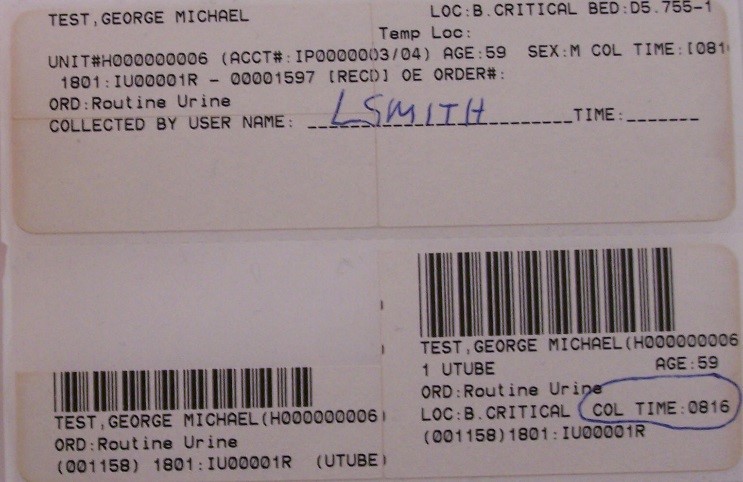 TEST,GEORGE MICHAEL LOC:B.CRITICAL BED:D5.755-1
Temp Loc:
UNIT#H000000006 (ACCT#:IP0000003/04) AGE:59 SEX:M COL TIME:[081
1801:IU00001R - 00001597 [RECD] OE ORDER#:
ORD:Routine Urine
COLLECTED BY USER NAME: LSMITH TIME:
TEST,GEORGE MICHAEL(H000000006)
ORD:Routine Urine
(001158) 1801:IU00001R (UTUBE)
TEST,GEORGE MICHAEL(H000000006
1 UTUBE AGE:59
ORD:Routine Urine
LOC:B.CRITICAL COL TIME:0816
(001158)1801:IU00001R